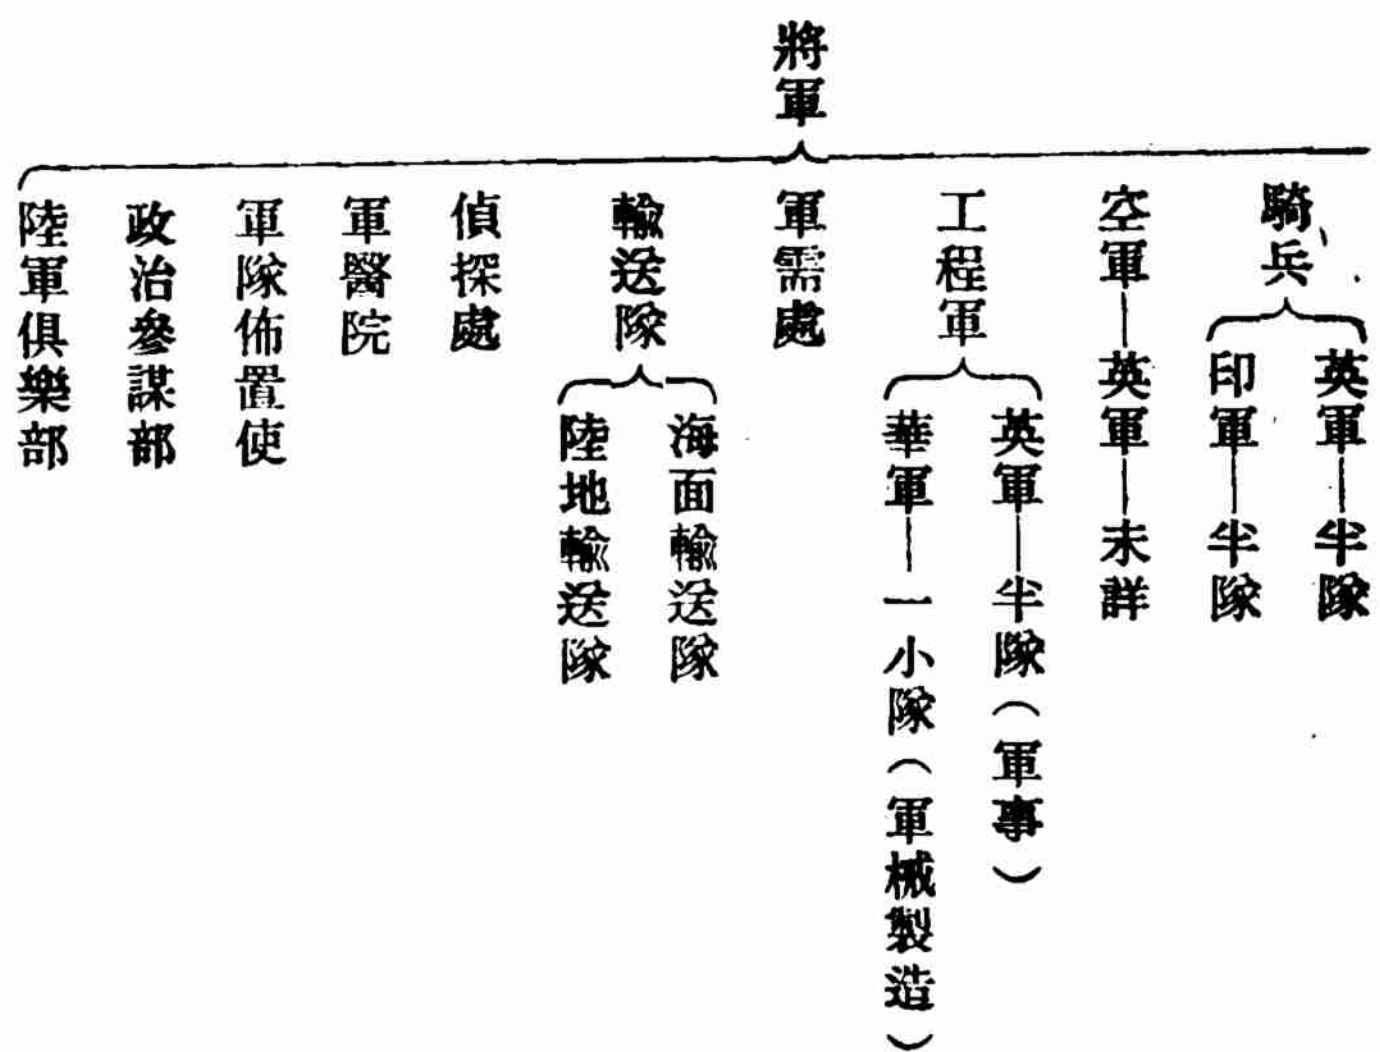 將軍
騎兵
英軍—半隊
印軍—半隊
空軍—英軍—未詳
工程軍
英軍—半隊(軍事)
華軍—一小隊(軍械製造)
軍需處
輸送隊
海面輸送隊
陸地輸送隊
偵探處
軍醫院
軍隊佈置使
政治參謀部
陸軍俱樂部